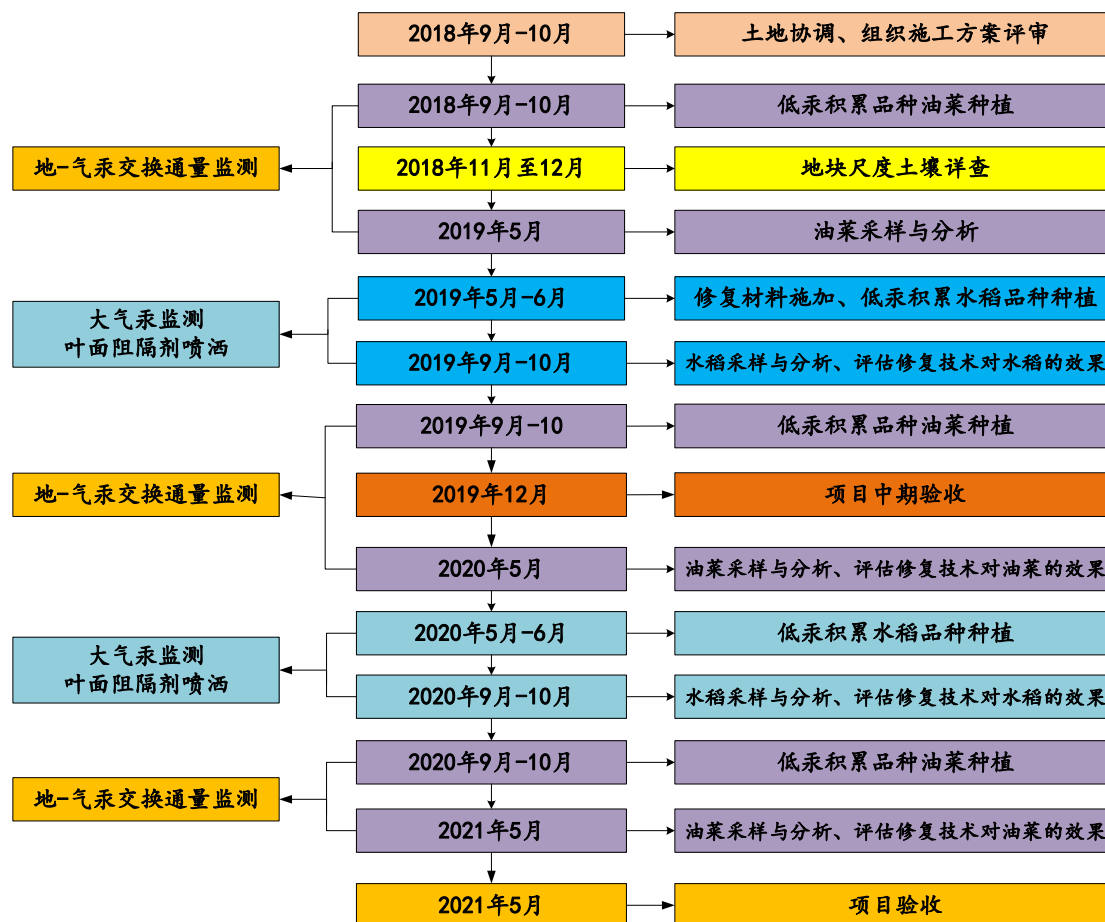 2018年9月-10月
土地协调、组织施工方案评审
2018年9月-10月
低汞积累品种油菜种植
地-气汞交换通量监测
2018年11月至12月
地块尺度土壤详查
2019年5月
油菜采样与分析
2019年5月-6月
修复材料施加、低汞积累水稻品种种植
大气汞监测
叶面阻隔剂喷洒
2019年9月-10月
水稻采样与分析、评估修复技术对水稻的效果
2019年9月-10
低汞积累品种油菜种植
地-气汞交换通量监测
2019年12月
项目中期验收
2020年5月
油菜采样与分析、评估修复技术对油菜的效果
2020年5月-6月
低汞积累水稻品种种植
大气汞监测
叶面阻隔剂喷洒
2020年9月-10月
水稻采样与分析、评估修复技术对水稻的效果
2020年9月-10月
低汞积累品种油菜种植
地-气汞交换通量监测
2021年5月
油菜采样与分析、评估修复技术对油菜的效果
2021年5月
项目验收